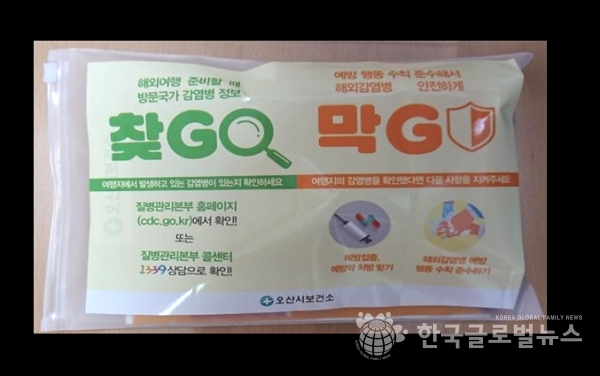 해외여행 준비할 때
방문국가 감염병 정보
찾GO
여행지에서 발생하고 있는 감염병이 있는지 확인하세요
질병관리본부 홈페이지
(cdc.go.kr)에서 확인!!
또는
질병관리본부 콜센터
1339상담으로 확인!!
예방 행동 수칙 준수해서
해외감염병 안전하게
막GO
여행지의 감염병을 확인했다면 다음 사항을 지켜주세요
예방접종,
예방약 처방 받기
해외감염병 예방
행동 수칙 준수하기
오산시보건소
KOREA GLOBAL FAMILY NEWS
한국글로벌뉴스